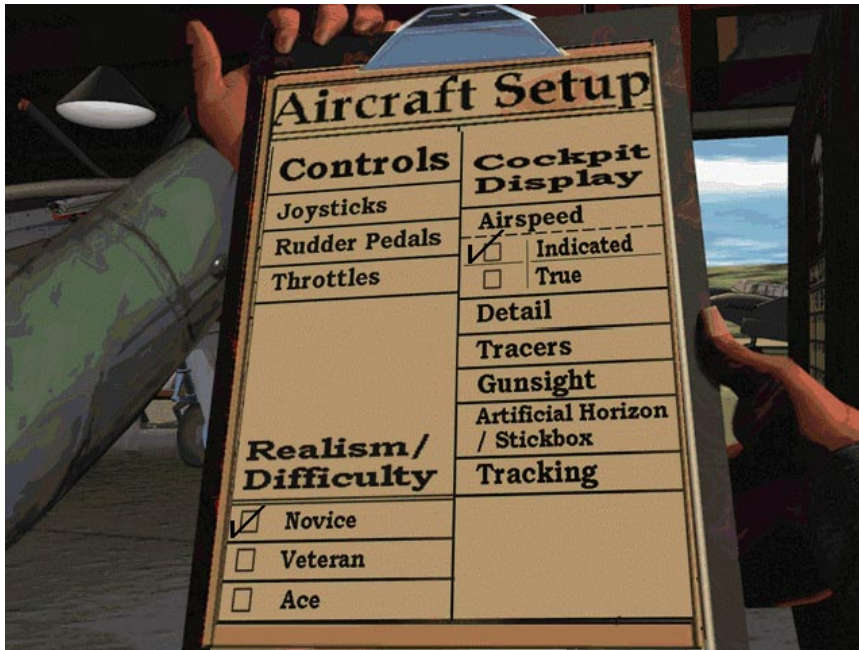 Aircraft Setup
Controls
Joysticks
Rudder Pedals
Throttles
Realism/
Difficulty
Novice
Veteran
Ace
Cockpit
Display
Airspeed
Indicated
True
Detail
Tracers
Gunsight
Artificial Horizon
/ Stickbox
Tracking